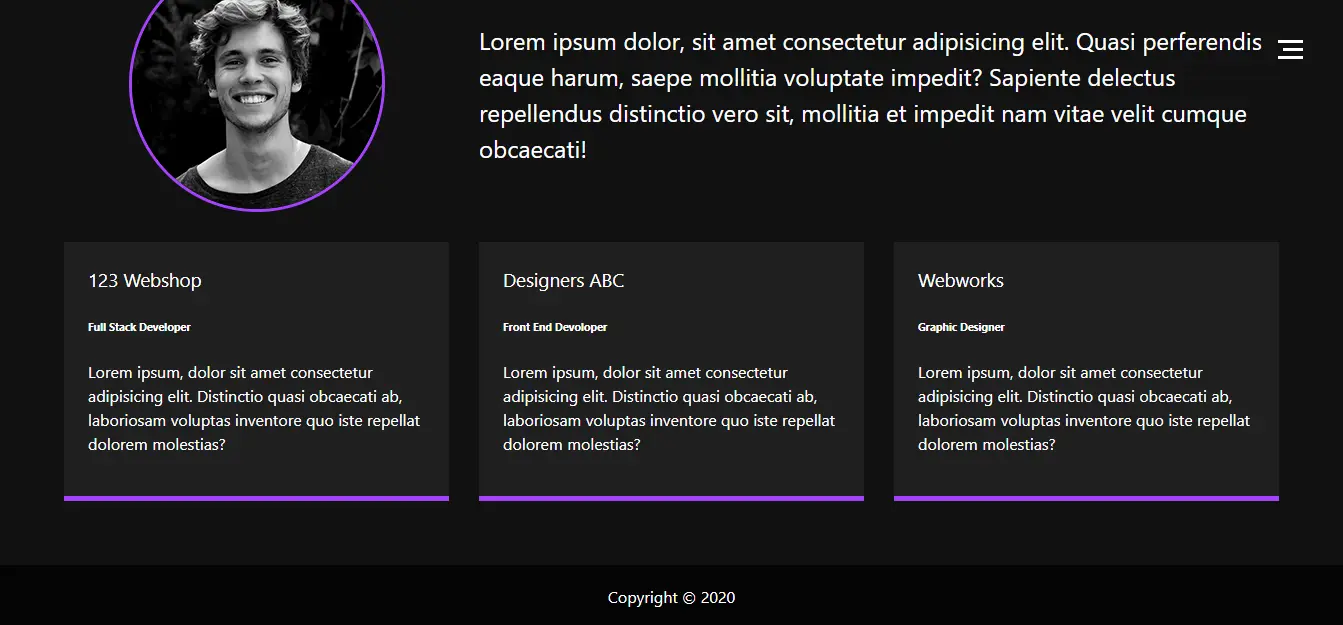 Lorem ipsum dolor, sit amet consectetur adipisicing elit. Quasi perferendis
eaque harum, saepe mollitia voluptate impedit? Sapiente delectus
repellendus distinctio vero sit, mollitia et impedit nam vitae velit cumque
obcaecati!
123 Webshop
Full Stack Developer
Lorem ipsum, dolor sit amet consectetur
adipisicing elit. Distinctio quasi obcaecati ab,
laboriosam voluptas inventore quo iste repellat
dolorem molestias?
Designers ABC
Front End Devoloper
Lorem ipsum, dolor sit amet consectetur
adipisicing elit. Distinctio quasi obcaecati ab,
laboriosam voluptas inventore quo iste repellat
dolorem molestias?
Webworks
Graphic Designer
Lorem ipsum, dolor sit amet consectetur
adipisicing elit. Distinctio quasi obcaecati ab,
laboriosam voluptas inventore quo iste repellat
dolorem molestias?
Copyright © 2020